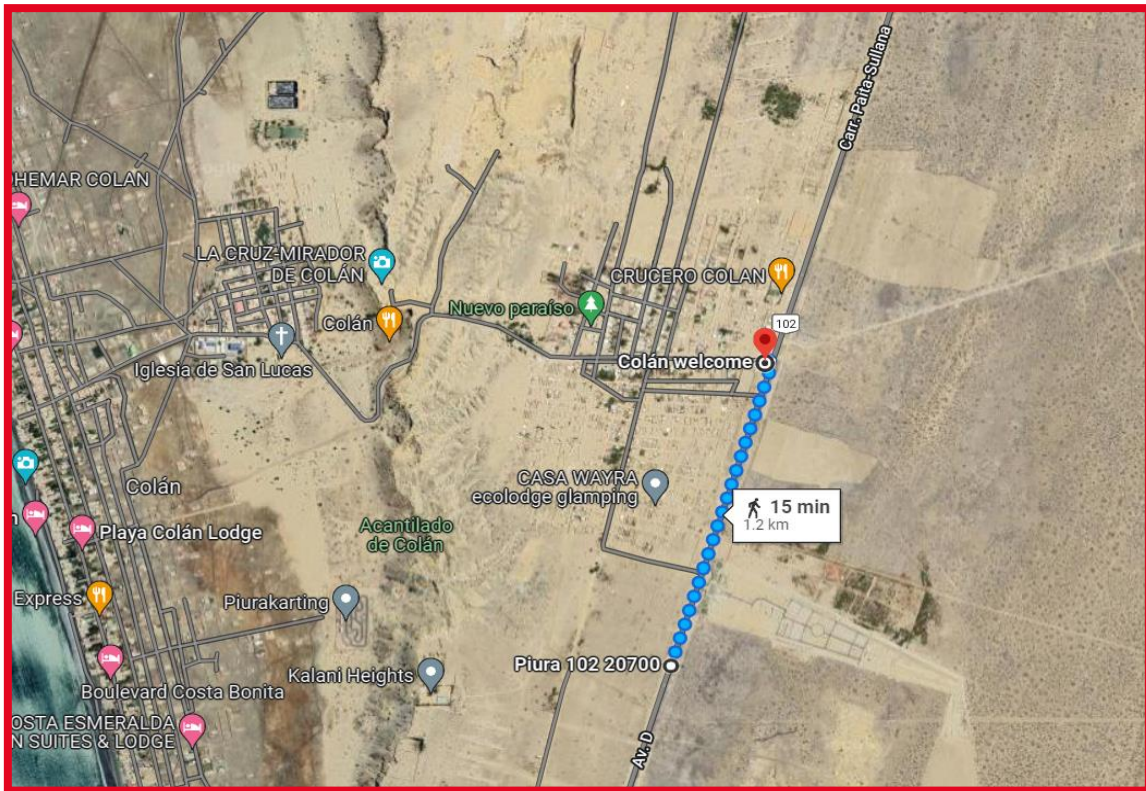 Carr. Paita-Sullana
OHEMAR COLAN
LA CRUZ-MIRADOR
DE COLÁN
CRUCERO COLAN
Nuevo paraíso
Colán
102
Iglesia de San Lucas
Colán welcome
CASA WAYRA
ecolodge glamping
Colán
15 min
1.2 km
Playa Colán Lodge
Acantilado
de Colán
Express
Piurakarting
Piura 102 20700
Kalani Heights
Boulevard Costa Bonita
OSTA ESMERALDA
N SUITES & LODGE
Av. D